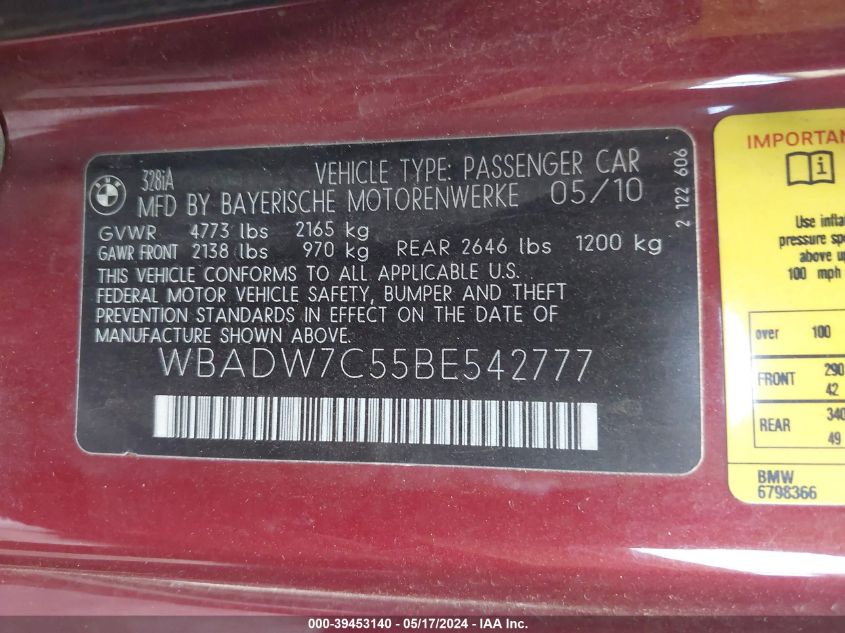 BMW
328iA VEHICLE TYPE: PASSENGER CAR
MFD BY BAYERISCHE MOTORENWERKE 05/10
GVWR 4773 lbs 2165 kg
GAWR FRONT 2138 lbs 970 kg REAR 2646 lbs 1200 kg
THIS VEHICLE CONFORMS TO ALL APPLICABLE U.S.
FEDERAL MOTOR VEHICLE SAFETY, BUMPER AND THEFT
PREVENTION STANDARDS IN EFFECT ON THE DATE OF
MANUFACTURE SHOWN ABOVE.
WBADW7C55BE542777
2 122 606
IMPORTAN
i
Use infla
pressure sp
above up
100 mph
over 100
FRONT 290
42
REAR 340
49
BMW
6798366
000-39453140 - 05/17/2024 - IAA Inc.